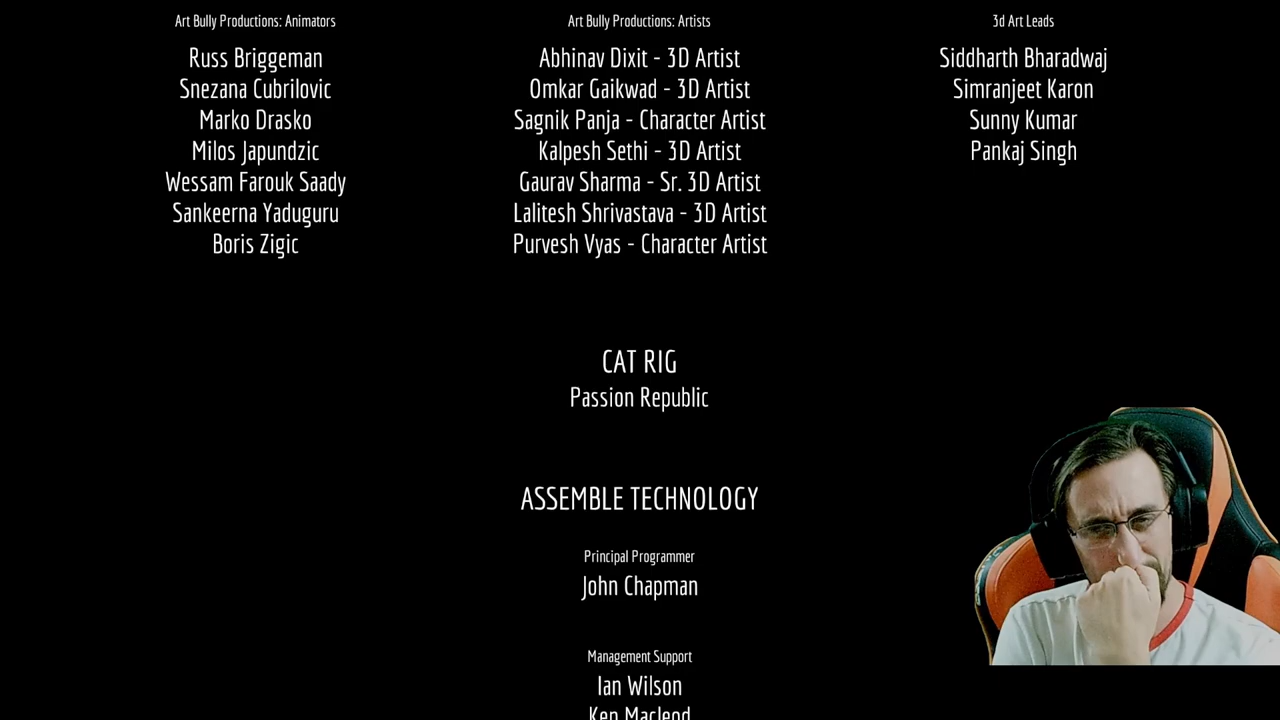 Art Bully Productions: Animators
Russ Briggeman
Snezana Cubrilovic
Marko Drasko
Milos Japundzic
Wessam Farouk Saady
Sankeerna Yaduguru
Boris Zigic
Art Bully Productions: Artists
Abhinav Dixit - 3D Artist
Omkar Gaikwad - 3D Artist
Sagnik Panja - Character Artist
Kalpesh Sethi - 3D Artist
Gaurav Sharma - Sr. 3D Artist
Lalitesh Shrivastava - 3D Artist
Purvesh Vyas - Character Artist
3d Art Leads
Siddharth Bharadwaj
Simranjeet Karon
Sunny Kumar
Pankaj Singh
CAT RIG
Passion Republic
ASSEMBLE TECHNOLOGY
Principal Programmer
John Chapman
Management Support
Ian Wilson
Ken Macleod